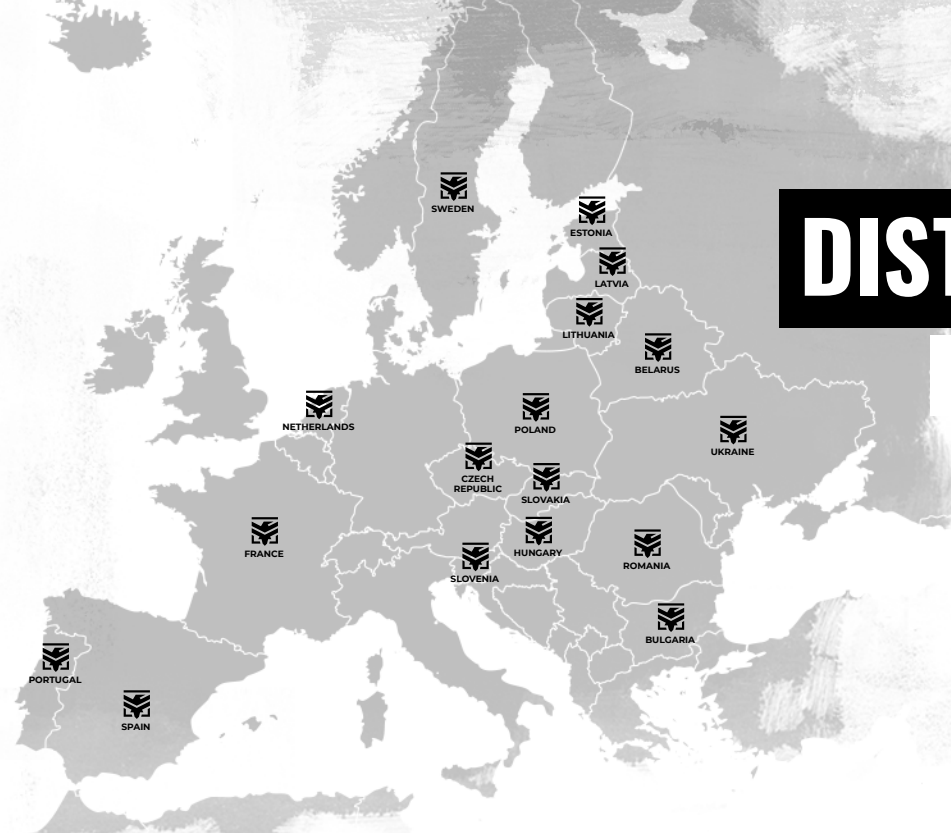 SWEDEN
ESTONIA
LATVIA
LITHUANIA
BELARUS
NETHERLANDS
POLAND
UKRAINE
CZECH
REPUBLIC
SLOVAKIA
FRANCE
HUNGARY
ROMANIA
SLOVENIA
BULGARIA
PORTUGAL
SPAIN
DIST